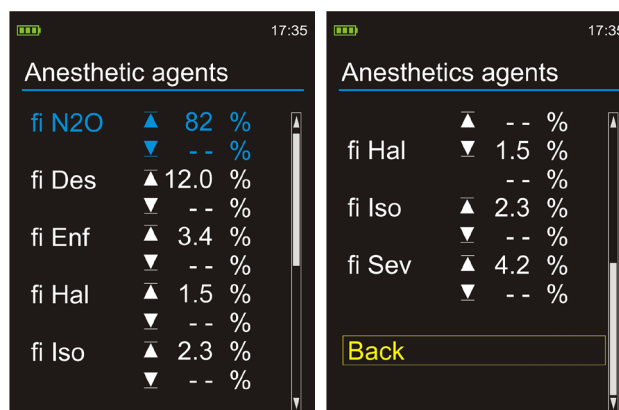 17:35
Anesthetic agents
fi N2O 82 %
- - %
fi Des 12.0 %
- - %
fi Enf 3.4 %
- - %
fi Hal 1.5 %
- - %
fi Iso 2.3 %
- - %
17:35
Anesthetics agents
- - %
fi Hal 1.5 %
- - %
fi Iso 2.3 %
- - %
fi Sev 4.2 %
- - %
Back